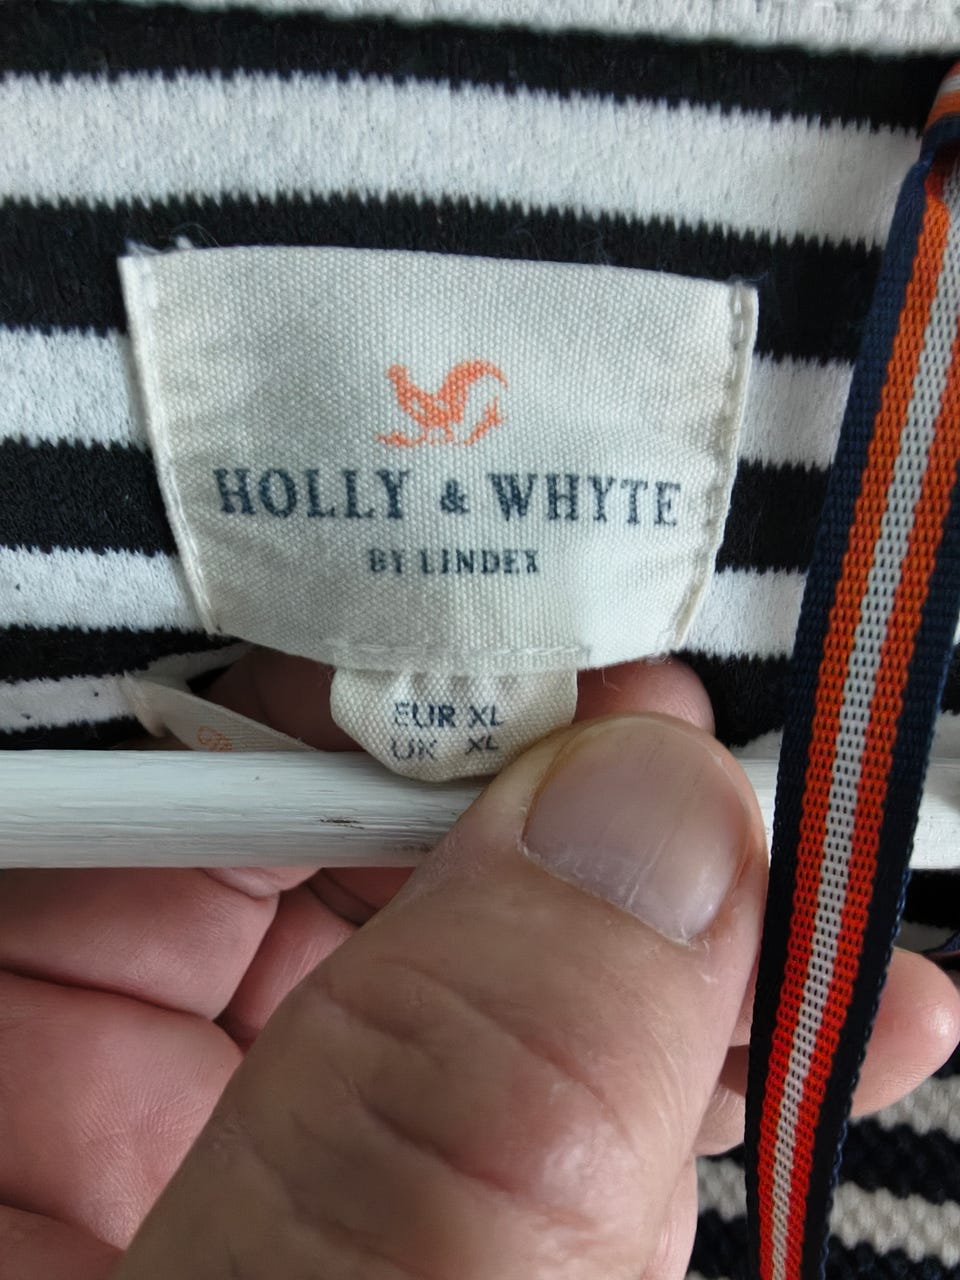 HOLLY & WHYTE
BY LINDEX
EUR XL
UK XL